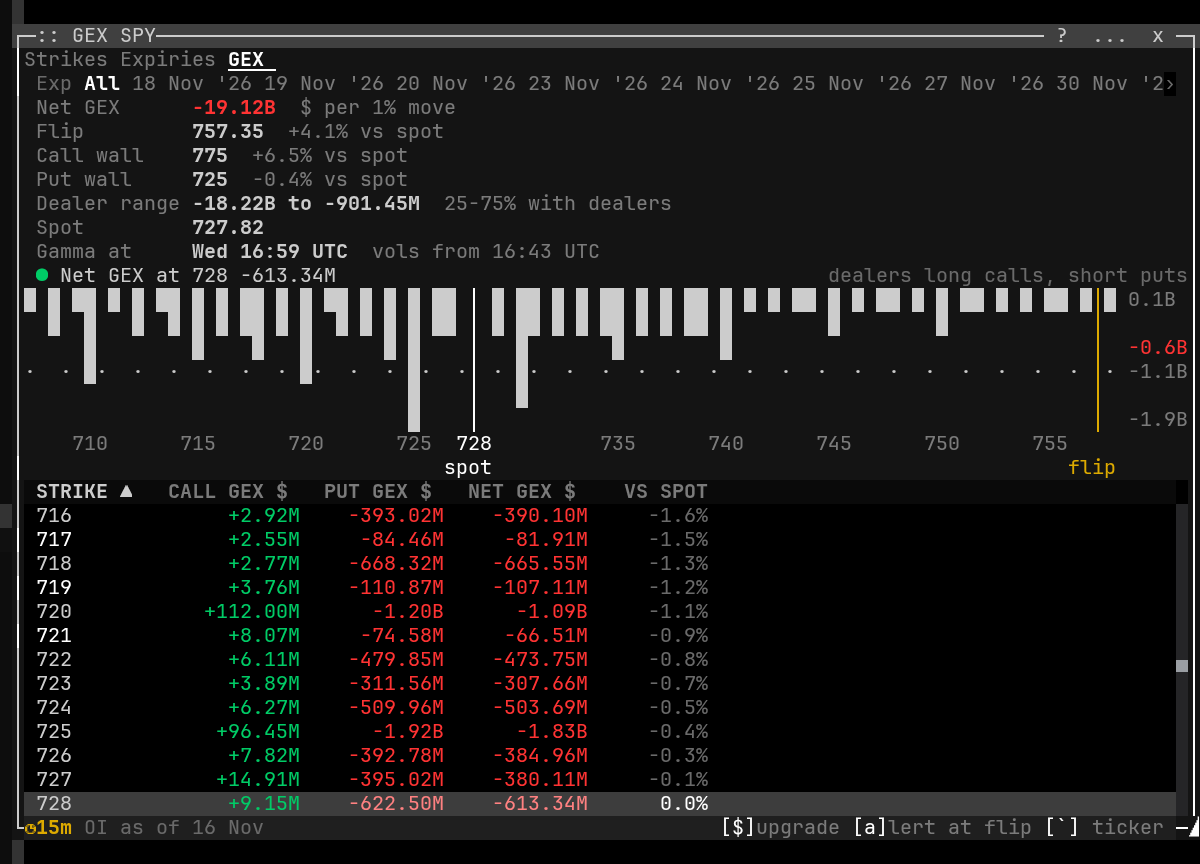 :: GEX SPY ? ... x
Strikes Expiries GEX
Exp All 18 Nov '26 19 Nov '26 20 Nov '26 23 Nov '26 24 Nov '26 25 Nov '26 27 Nov '26 30 Nov '2›
Net GEX -19.12B $ per 1% move
Flip 757.35 +4.1% vs spot
Call wall 775 +6.5% vs spot
Put wall 725 -0.4% vs spot
Dealer range -18.22B to -901.45M 25-75% with dealers
Spot 727.82
Gamma at Wed 16:59 UTC vols from 16:43 UTC
● Net GEX at 728 -613.34M dealers long calls, short puts
0.1B
-0.6B
-1.1B
-1.9B
710 715 720 725 728 735 740 745 750 755
spot flip
STRIKE ▲ CALL GEX $ PUT GEX $ NET GEX $ VS SPOT
716 +2.92M -393.02M -390.10M -1.6%
717 +2.55M -84.46M -81.91M -1.5%
718 +2.77M -668.32M -665.55M -1.3%
719 +3.76M -110.87M -107.11M -1.2%
720 +112.00M -1.20B -1.09B -1.1%
721 +8.07M -74.58M -66.51M -0.9%
722 +6.11M -479.85M -473.75M -0.8%
723 +3.89M -311.56M -307.66M -0.7%
724 +6.27M -509.96M -503.69M -0.5%
725 +96.45M -1.92B -1.83B -0.4%
726 +7.82M -392.78M -384.96M -0.3%
727 +14.91M -395.02M -380.11M -0.1%
728 +9.15M -622.50M -613.34M 0.0%
15m OI as of 16 Nov [$]upgrade [a]lert at flip [`] ticker